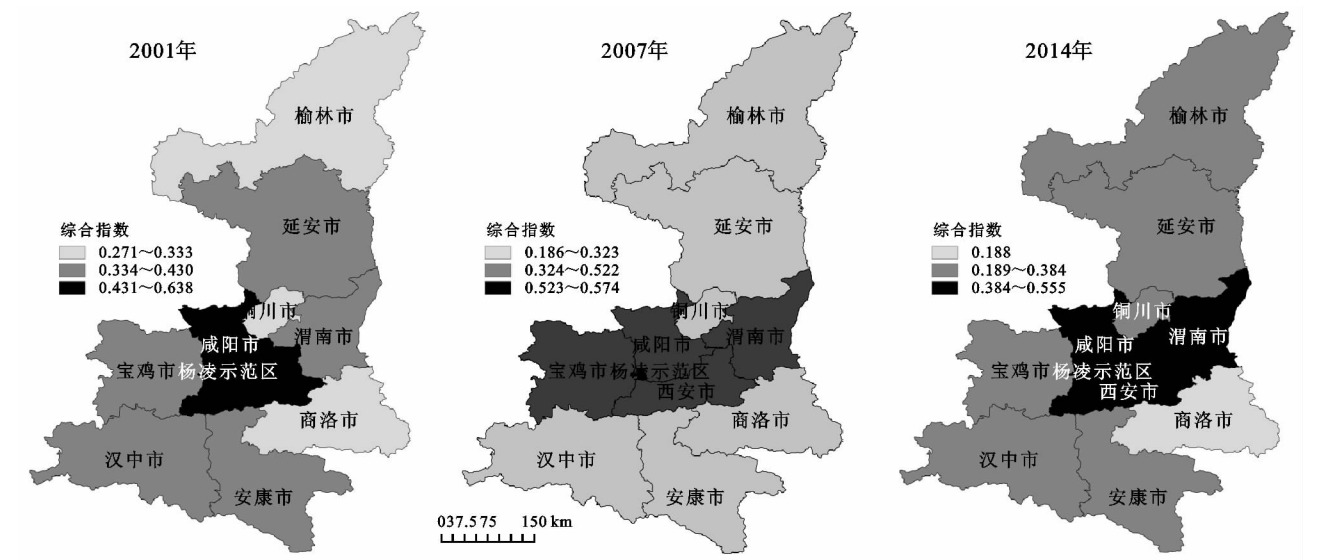 2001年
榆林市
延安市
综合指数
0.271～0.333
0.334～0.430
0.431～0.638
铜川市
渭南市
咸阳市
宝鸡市
杨凌示范区
商洛市
汉中市
安康市
2007年
榆林市
延安市
综合指数
0.186～0.323
0.324～0.522
0.523～0.574
铜川市
渭南市
咸阳市
宝鸡市
杨凌示范区
西安市
商洛市
汉中市
安康市
037.575 150 km
2014年
榆林市
延安市
综合指数
0.188
0.189～0.384
0.384～0.555
铜川市
渭南市
咸阳市
宝鸡市
杨凌示范区
西安市
商洛市
汉中市
安康市